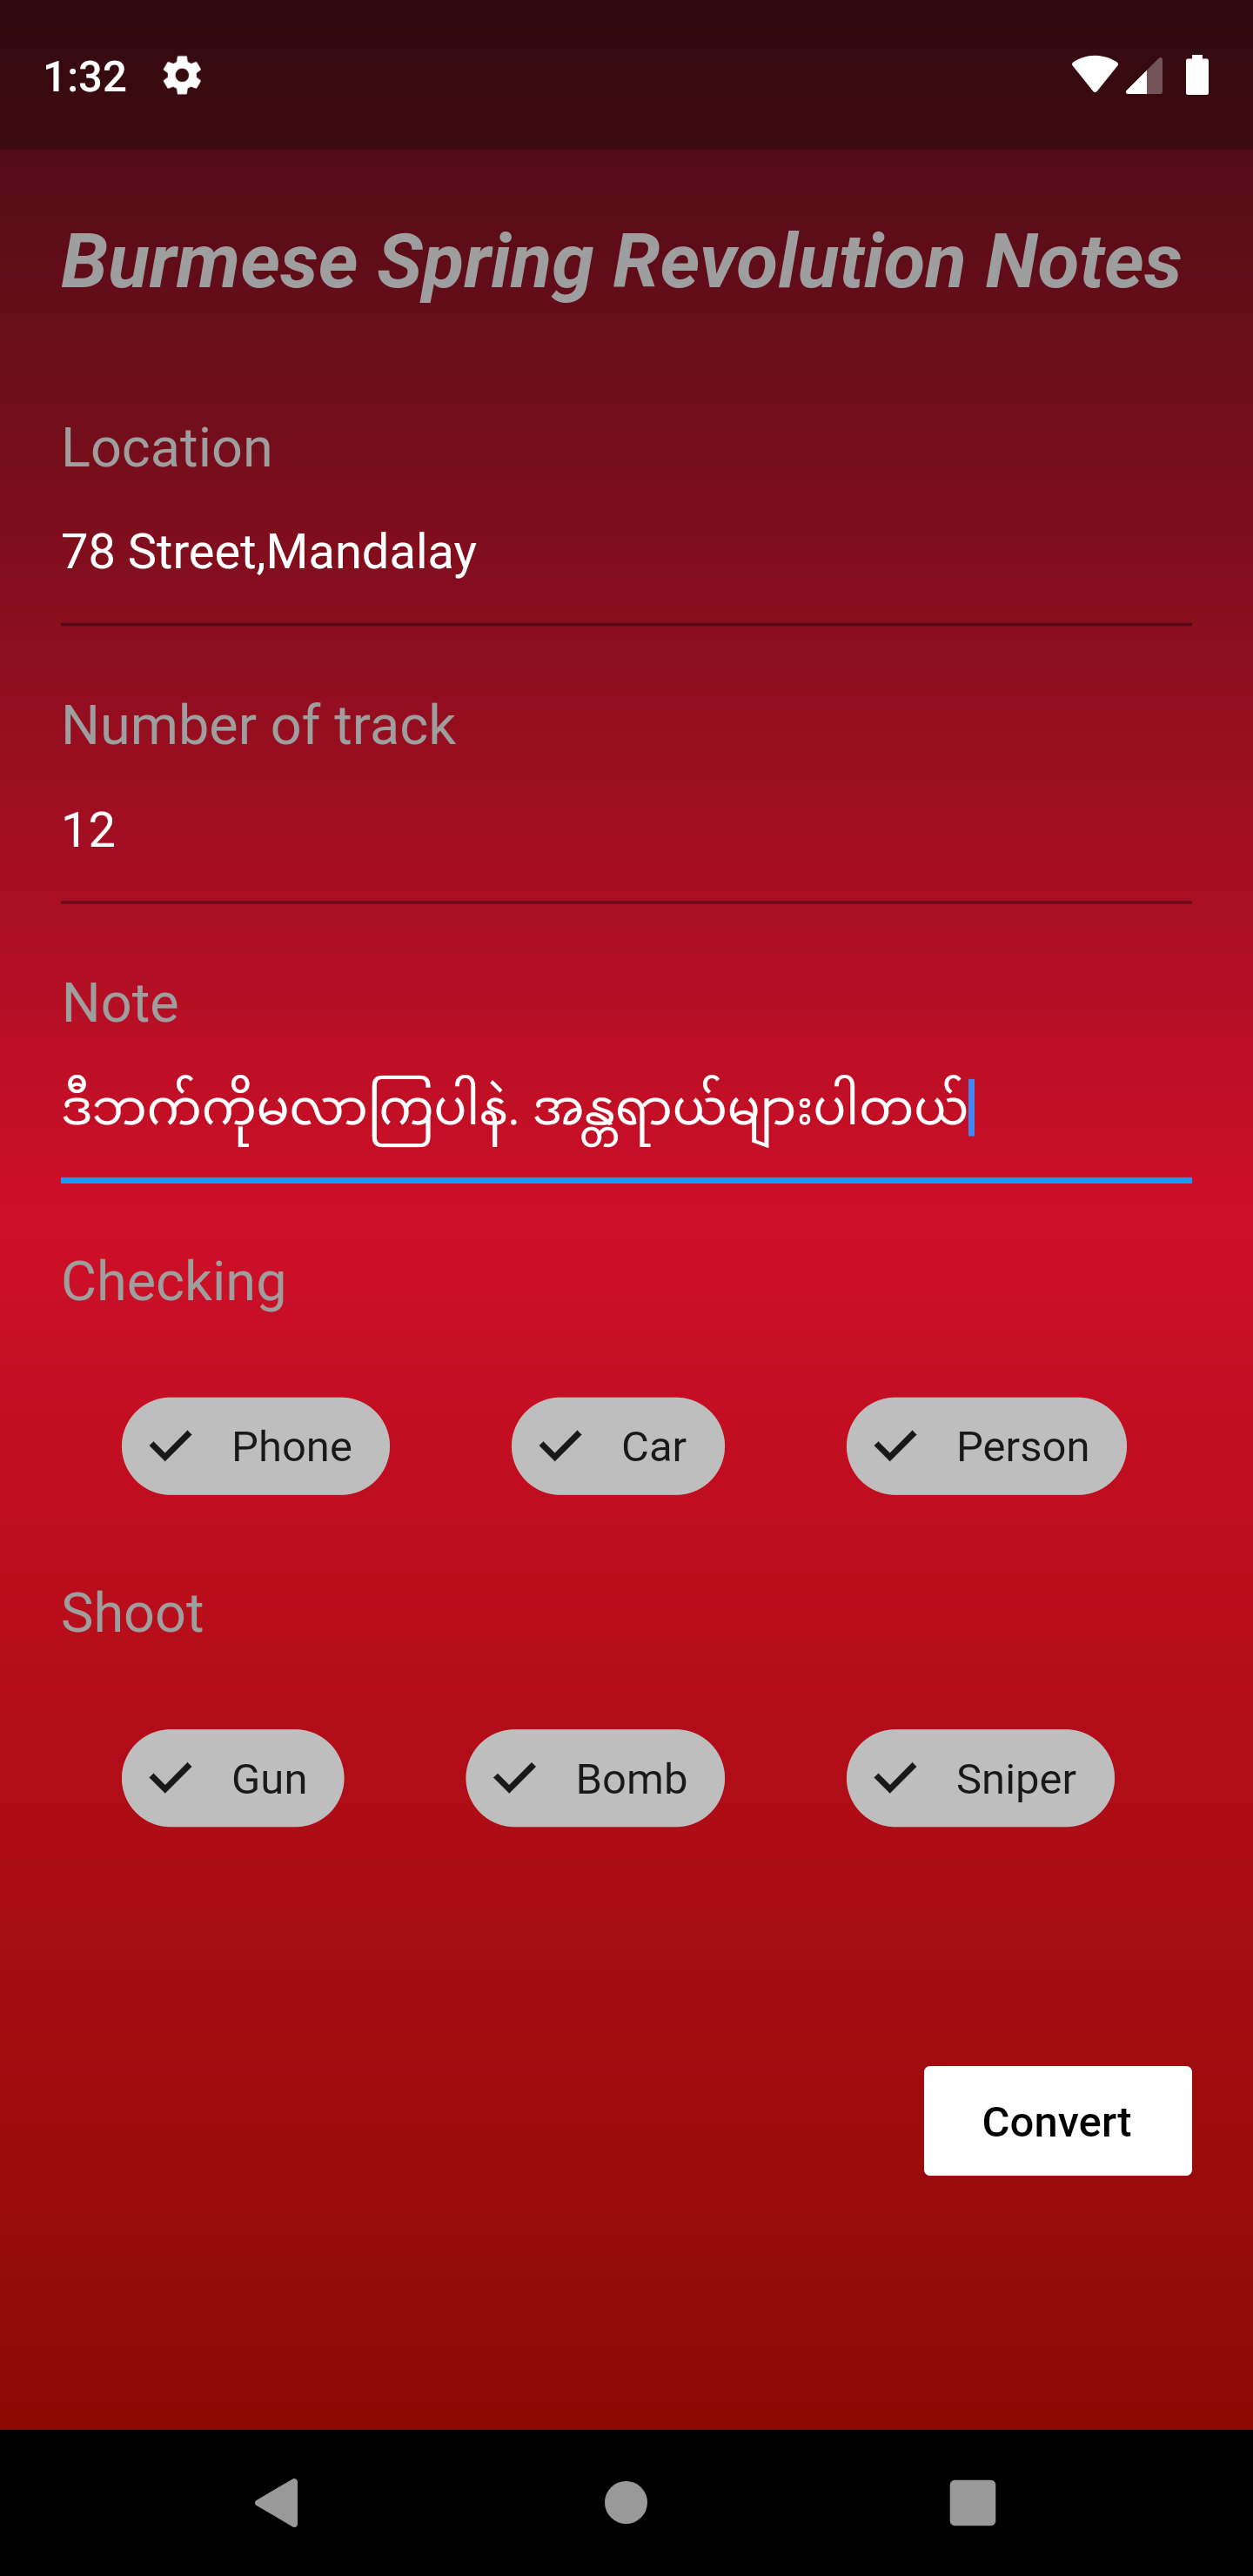 1:32
Burmese Spring Revolution Notes
Location
78 Street,Mandalay
Number of track
12
Note
ဒီဘက်ကိုမလာကြပါနဲ. အန္တရာယ်များပါတယ်
Checking
Phone Car Person
Shoot
Gun Bomb Sniper
Convert